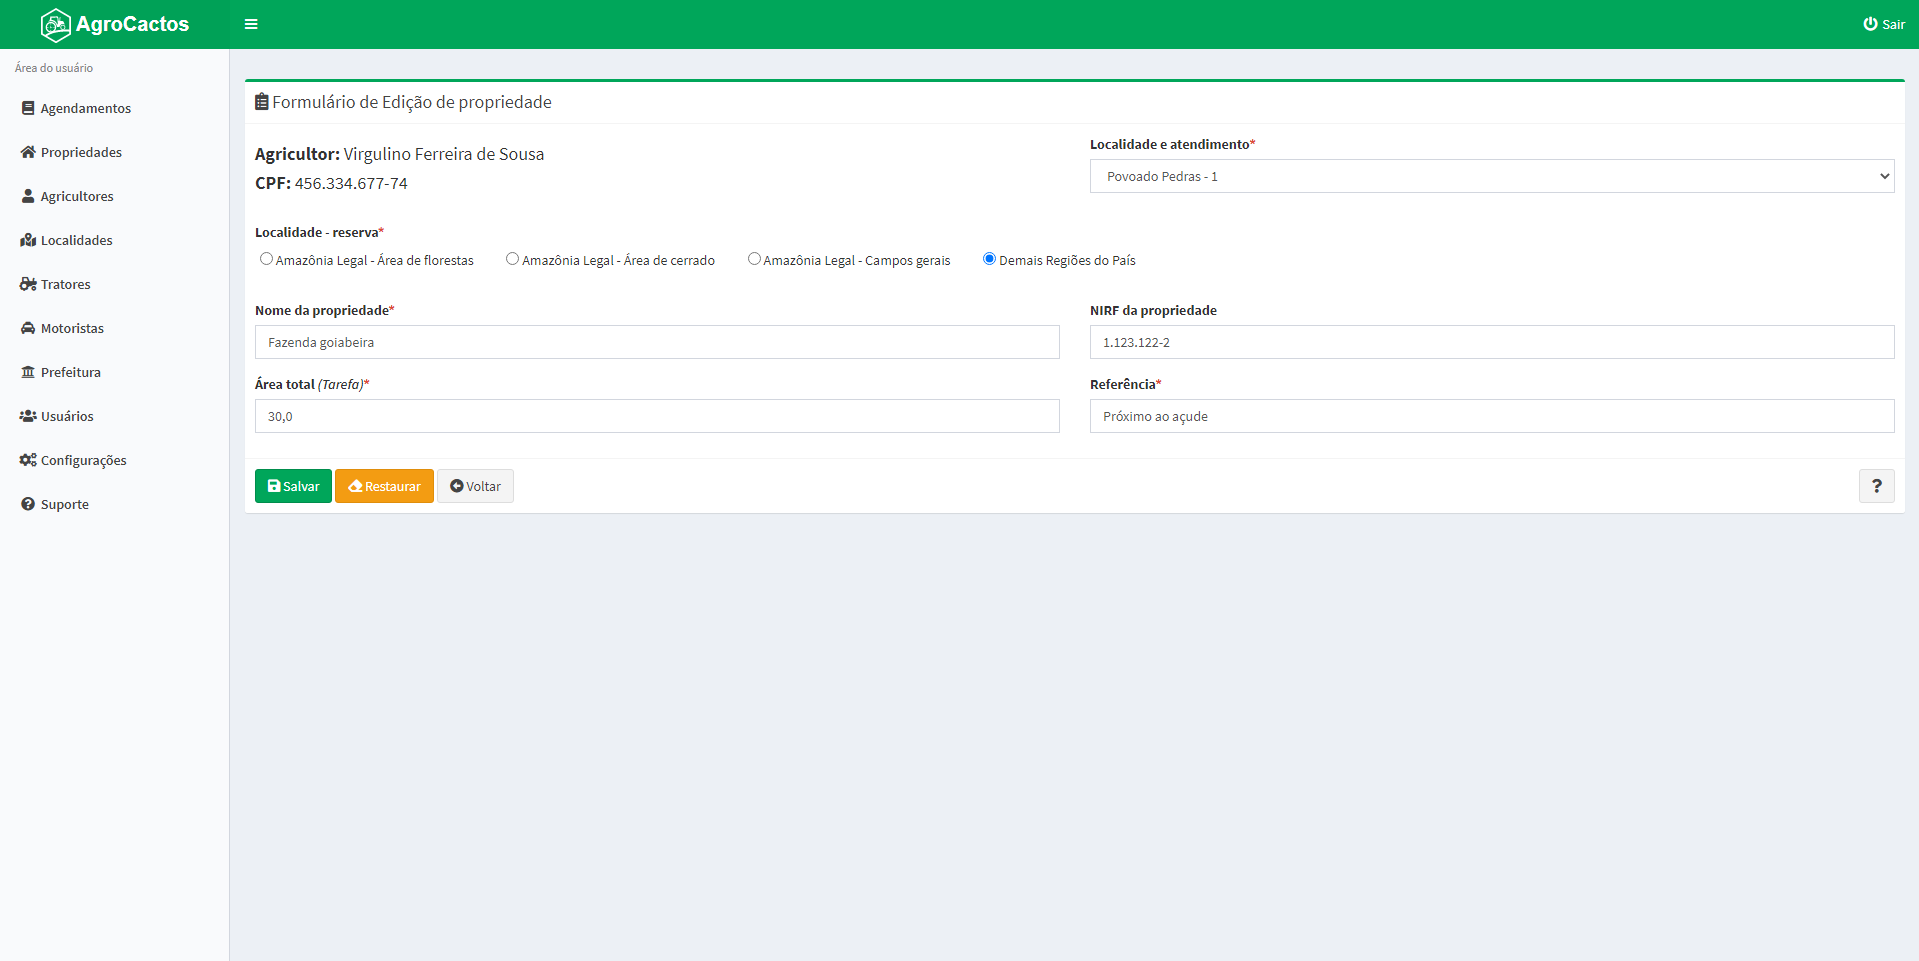 AgroCactos
Sair
Área do usuário
Agendamentos
Propriedades
Agricultores
Localidades
Tratores
Motoristas
Prefeitura
Usuários
Configurações
Suporte
Formulário de Edição de propriedade
Agricultor: Virgulino Ferreira de Sousa
CPF: 456.334.677-74
Localidade e atendimento*
Povoado Pedras - 1
Localidade - reserva*
Amazônia Legal - Área de florestas Amazônia Legal - Área de cerrado Amazônia Legal - Campos gerais Demais Regiões do País
Nome da propriedade*
Fazenda goiabeira
NIRF da propriedade
1.123.122-2
Área total (Tarefa)*
30,0
Referência*
Próximo ao açude
Salvar Restaurar Voltar ?